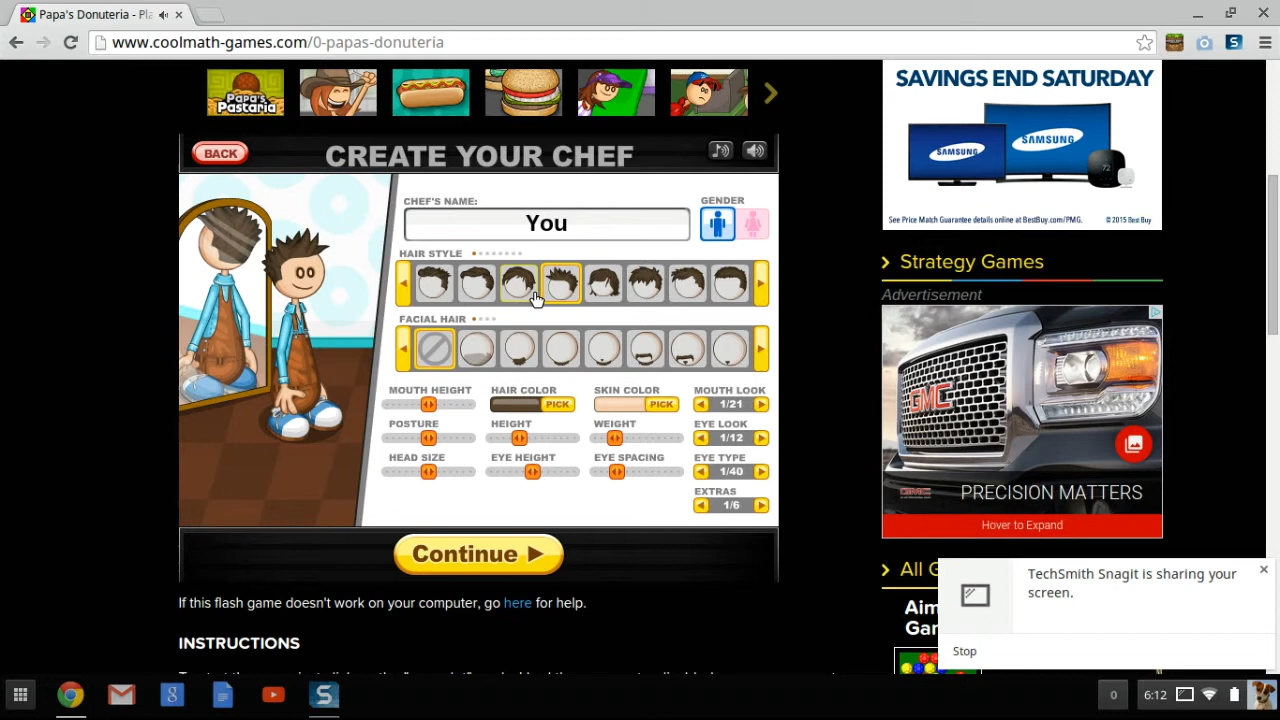 Papa's Donuteria - Pla
www.coolmath-games.com/0-papas-donuteria
Papa's
Pastaria
SAVINGS END SATURDAY
SAMSUNG
SAMSUNG
72
See Price Match Guarantee details online at BestBuy.com/PMG. © 2015 Best Buy
BACK
CREATE YOUR CHEF
CHEF'S NAME:
GENDER
You
HAIR STYLE
FACIAL HAIR
MOUTH HEIGHT
HAIR COLOR
SKIN COLOR
MOUTH LOOK
PICK
PICK
1/21
POSTURE
HEIGHT
WEIGHT
EYE LOOK
1/12
HEAD SIZE
EYE HEIGHT
EYE SPACING
EYE TYPE
1/40
EXTRAS
1/6
Continue
If this flash game doesn't work on your computer, go here for help.
INSTRUCTIONS
Strategy Games
Advertisement
GMC
GMC
PRECISION MATTERS
Hover to Expand
All G
Aim
Gar
TechSmith Snagit is sharing your
screen.
Stop
0
6:12